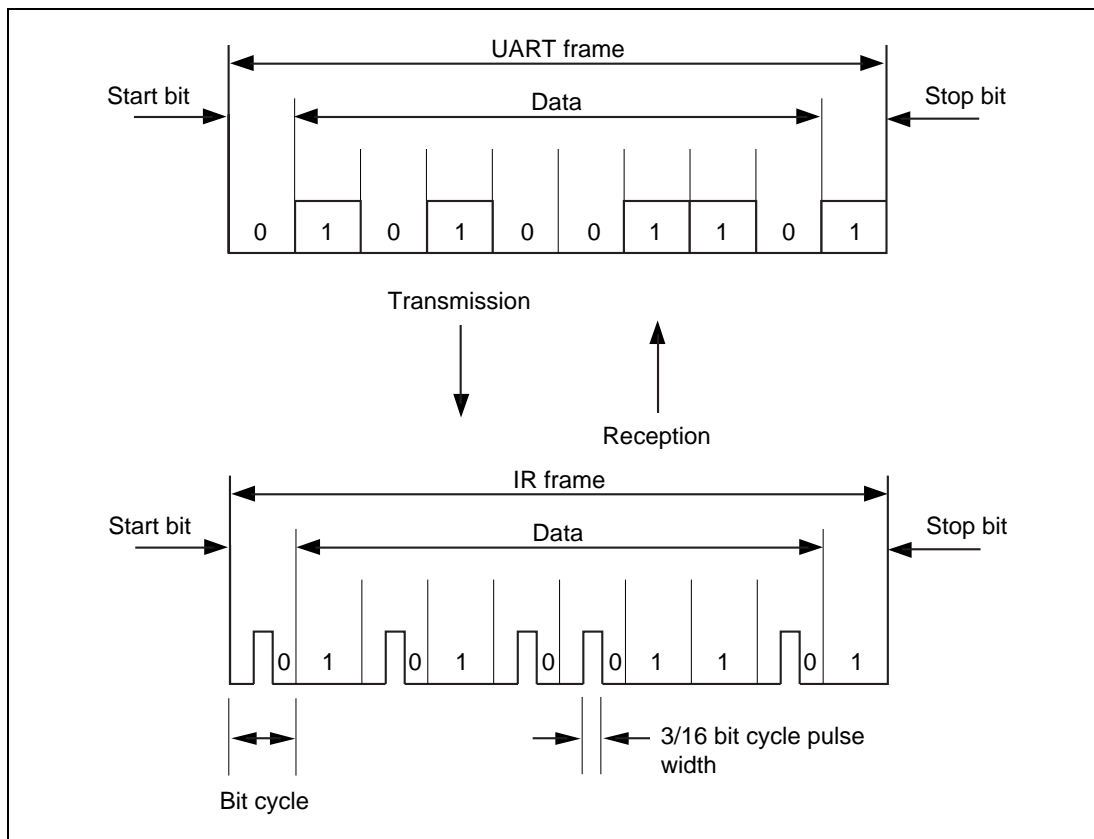 UART frame
Start bit
Data
Stop bit
0 1 0 1 0 0 1 1 0 1
Transmission
Reception
IR frame
Start bit
Data
Stop bit
0 1 0 1 0 0 1 1 0 1
3/16 bit cycle pulse
width
Bit cycle